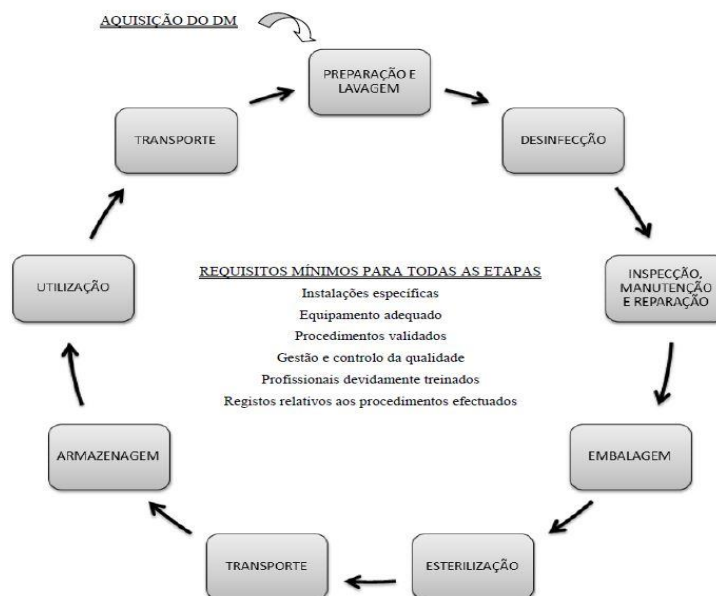 AQUISIÇÃO DO DM
PREPARAÇÃO E
LAVAGEM
DESINFECÇÃO
INSPECÇÃO,
MANUTENÇÃO
E REPARAÇÃO
EMBALAGEM
ESTERILIZAÇÃO
TRANSPORTE
ARMAZENAGEM
UTILIZAÇÃO
TRANSPORTE
REQUISITOS MÍNIMOS PARA TODAS AS ETAPAS
Instalações específicas
Equipamento adequado
Procedimentos validados
Gestão e controlo da qualidade
Profissionais devidamente treinados
Registos relativos aos procedimentos efectuados